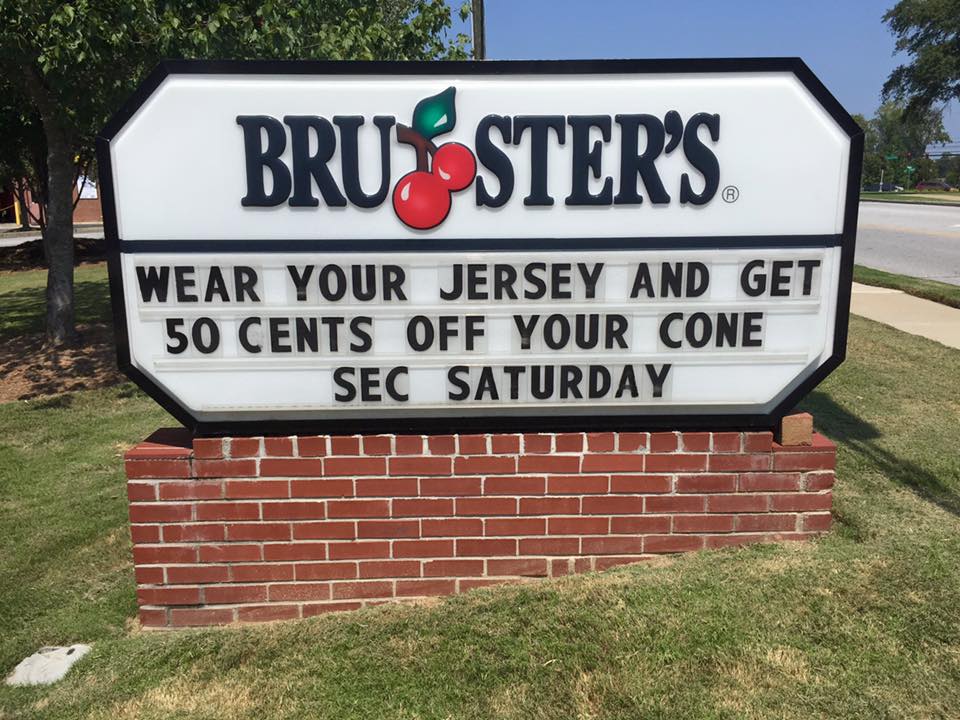 BRUSTER'S ®
WEAR YOUR JERSEY AND GET
50 CENTS OFF YOUR CONE
SEC SATURDAY